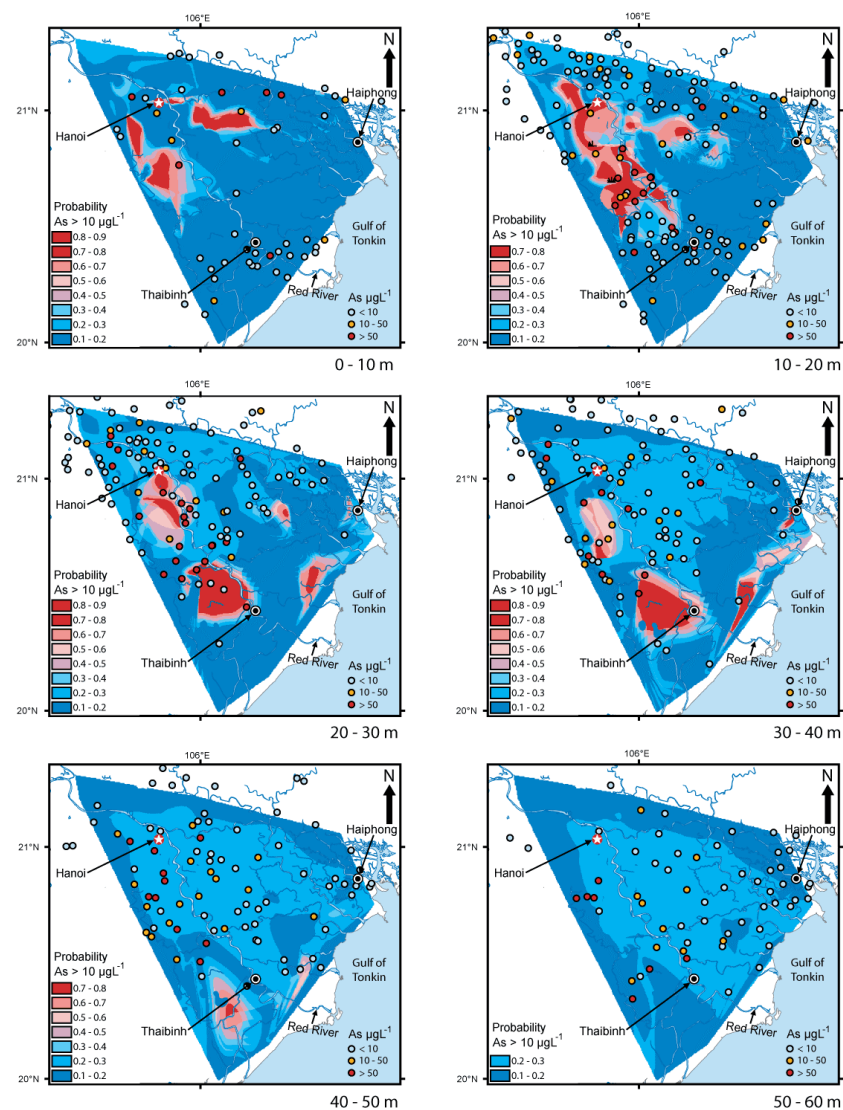 106°E
N
Haiphong
21°N
Hanoi
Probability
As > 10 µgL-1
0.8 - 0.9
0.7 - 0.8
0.6 - 0.7
0.5 - 0.6
0.4 - 0.5
0.3 - 0.4
0.2 - 0.3
0.1 - 0.2
Gulf of
Tonkin
Thaibinh
Red River
As µgL-1
< 10
10 - 50
> 50
20°N
0 - 10 m
106°E
N
Haiphong
21°N
Hanoi
Probability
As > 10 µgL-1
0.7 - 0.8
0.6 - 0.7
0.5 - 0.6
0.4 - 0.5
0.3 - 0.4
0.2 - 0.3
0.1 - 0.2
Gulf of
Tonkin
Thaibinh
Red River
As µgL-1
< 10
10 - 50
> 50
20°N
10 - 20 m
106°E
N
Haiphong
21°N
Hanoi
Probability
As > 10 µgL-1
0.8 - 0.9
0.7 - 0.8
0.6 - 0.7
0.5 - 0.6
0.4 - 0.5
0.3 - 0.4
0.2 - 0.3
0.1 - 0.2
Gulf of
Tonkin
Thaibinh
Red River
As µgL-1
< 10
10 - 50
> 50
20°N
20 - 30 m
106°E
N
Haiphong
21°N
Hanoi
Probability
As > 10 µgL-1
0.8 - 0.9
0.7 - 0.8
0.6 - 0.7
0.5 - 0.6
0.4 - 0.5
0.3 - 0.4
0.2 - 0.3
0.1 - 0.2
Gulf of
Tonkin
Thaibinh
Red River
As µgL-1
< 10
10 - 50
> 50
20°N
30 - 40 m
106°E
N
Haiphong
21°N
Hanoi
Probability
As > 10 µgL-1
0.7 - 0.8
0.6 - 0.7
0.5 - 0.6
0.4 - 0.5
0.3 - 0.4
0.2 - 0.3
0.1 - 0.2
Gulf of
Tonkin
Thaibinh
Red River
As µgL-1
< 10
10 - 50
> 50
20°N
40 - 50 m
106°E
N
Haiphong
21°N
Hanoi
Probability
As > 10 µgL-1
0.2 - 0.3
0.1 - 0.2
Gulf of
Tonkin
Thaibinh
Red River
As µgL-1
< 10
10 - 50
> 50
20°N
50 - 60 m